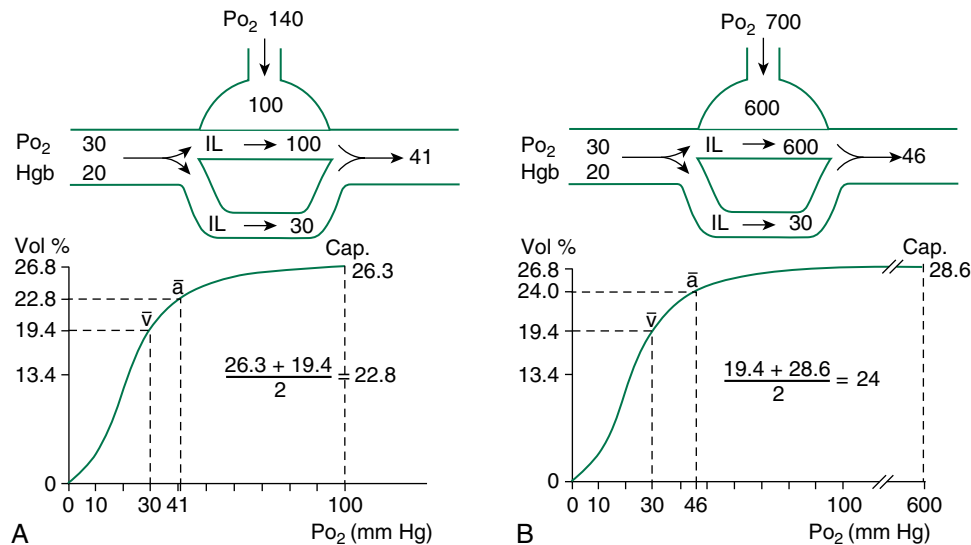 Po2 140
100
Po2 30 IL → 100
41
Hgb 20
IL → 30
Vol %
Cap.
26.8
26.3
22.8
a̅
19.4
v̅
26.3 + 19.4
2
= 22.8
13.4
0
0 10 30 41 100
A
Po2 (mm Hg)
Po2 700
600
Po2 30 IL → 600
46
Hgb 20
IL → 30
Vol %
Cap.
26.8
28.6
24.0
a̅
19.4
v̅
19.4 + 28.6
2
= 24
13.4
0
0 10 30 46 100 600
B
Po2 (mm Hg)